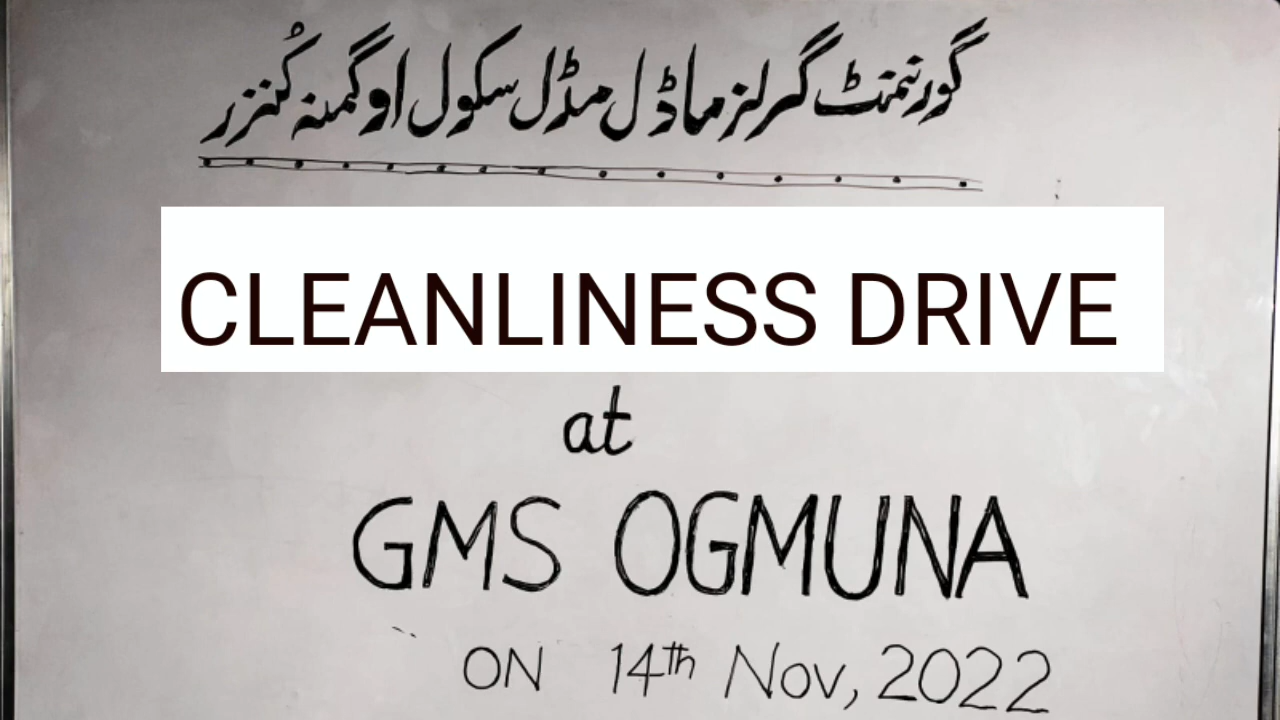 گورنمنٹ گرلز ماڈل مڈل سکول اوگمنہ کُنزر
CLEANLINESS DRIVE
at
GMS OGMUNA
ON 14th Nov, 2022